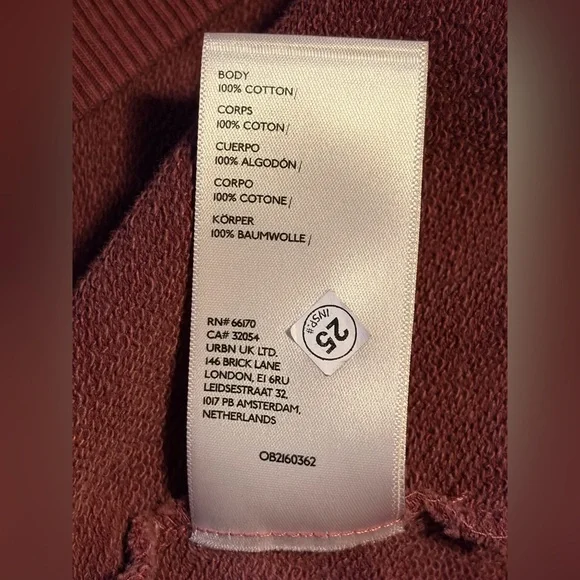 BODY
100% COTTON/
CORPS
100% COTON/
CUERPO
100% ALGODÓN/
CORPO
100% COTONE/
KÖRPER
100% BAUMWOLLE/
RN# 66170
CA# 32054
URBN UK LTD.
146 BRICK LANE
LONDON, E1 6RU
LEIDSESTRAAT 32,
1017 PB AMSTERDAM,
NETHERLANDS
INSP.#
25
OB2160362